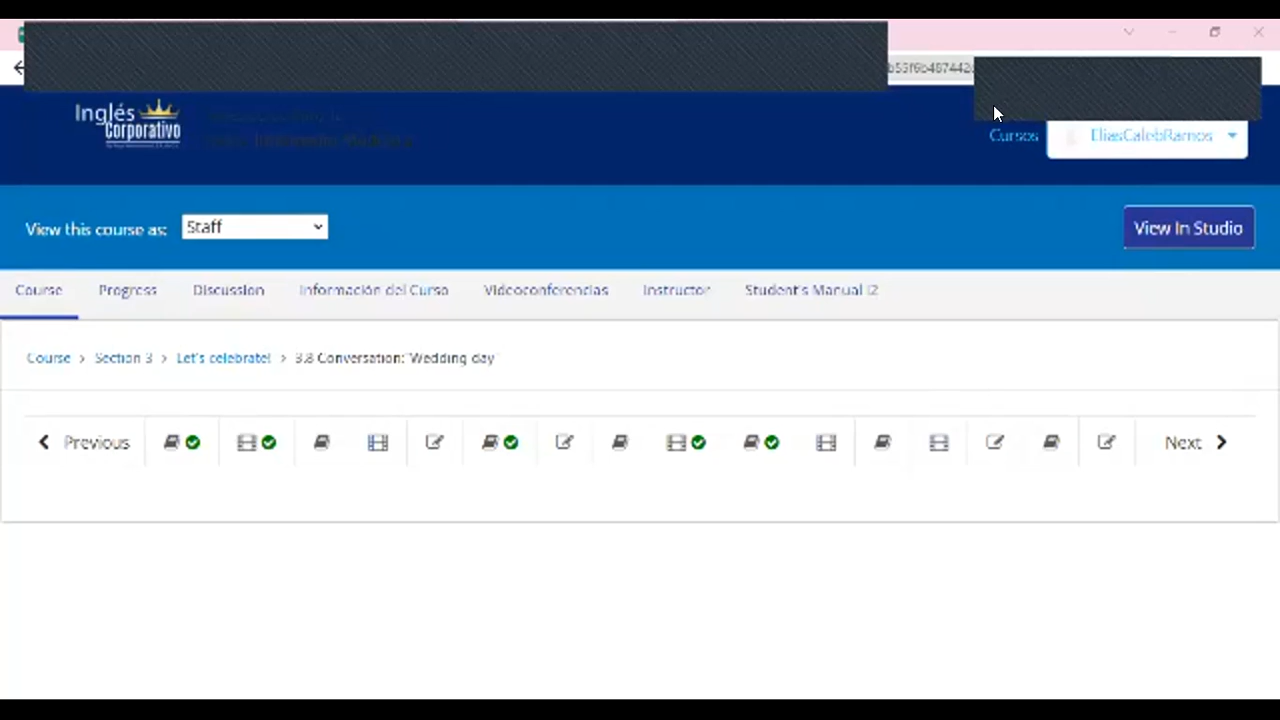 Inglés
Corporativo
Cursos
EliasCalebRamos
View this course as:
Staff
View In Studio
Course
Progress
Discussion
Información del Curso
Videoconferencias
Instructor
Student's Manual I2
Course > Section 3 > Let's celebrate! > 3.8 Conversation: "Wedding day"
Previous
Next